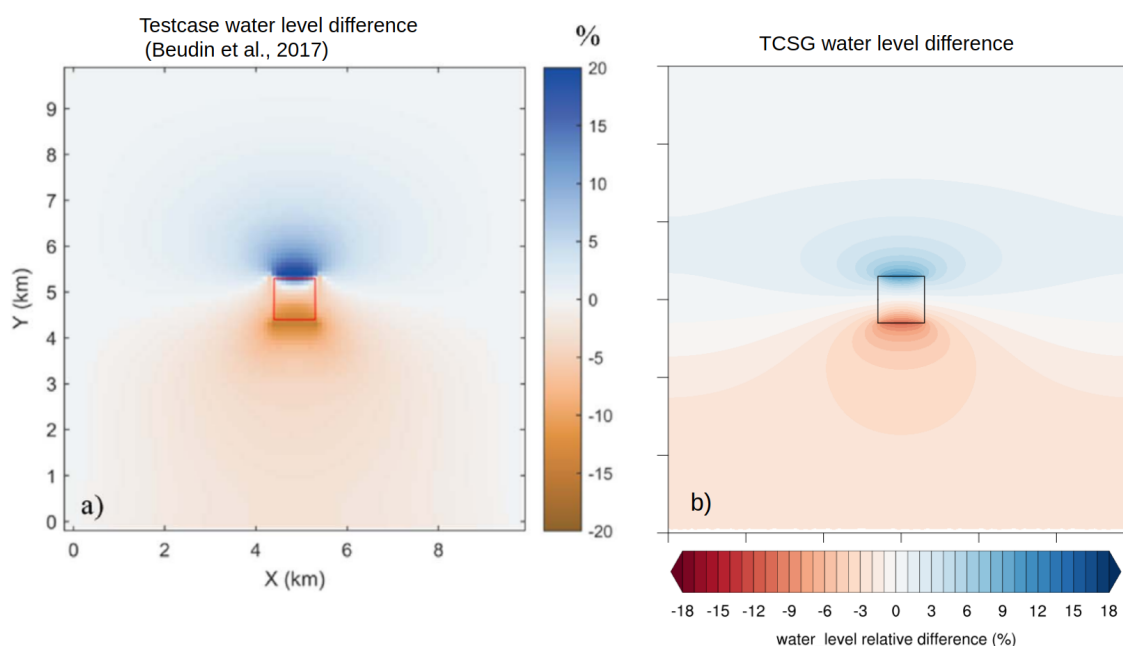 Testcase water level difference
(Beudin et al., 2017)
%
TCSG water level difference
20
15
10
5
0
-5
-10
-15
-20
9
8
7
6
5
4
3
2
1
0
Y (km)
a)
0 2 4 6 8
X (km)
b)
-18 -15 -12 -9 -6 -3 0 3 6 9 12 15 18
water level relative difference (%)